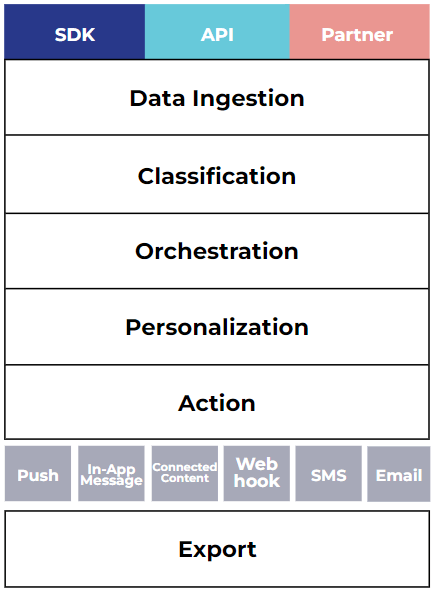 SDK API Partner
Data Ingestion
Classification
Orchestration
Personalization
Action
Push
In-App
Message
Connected
Content
Web
hook
SMS
Email
Export